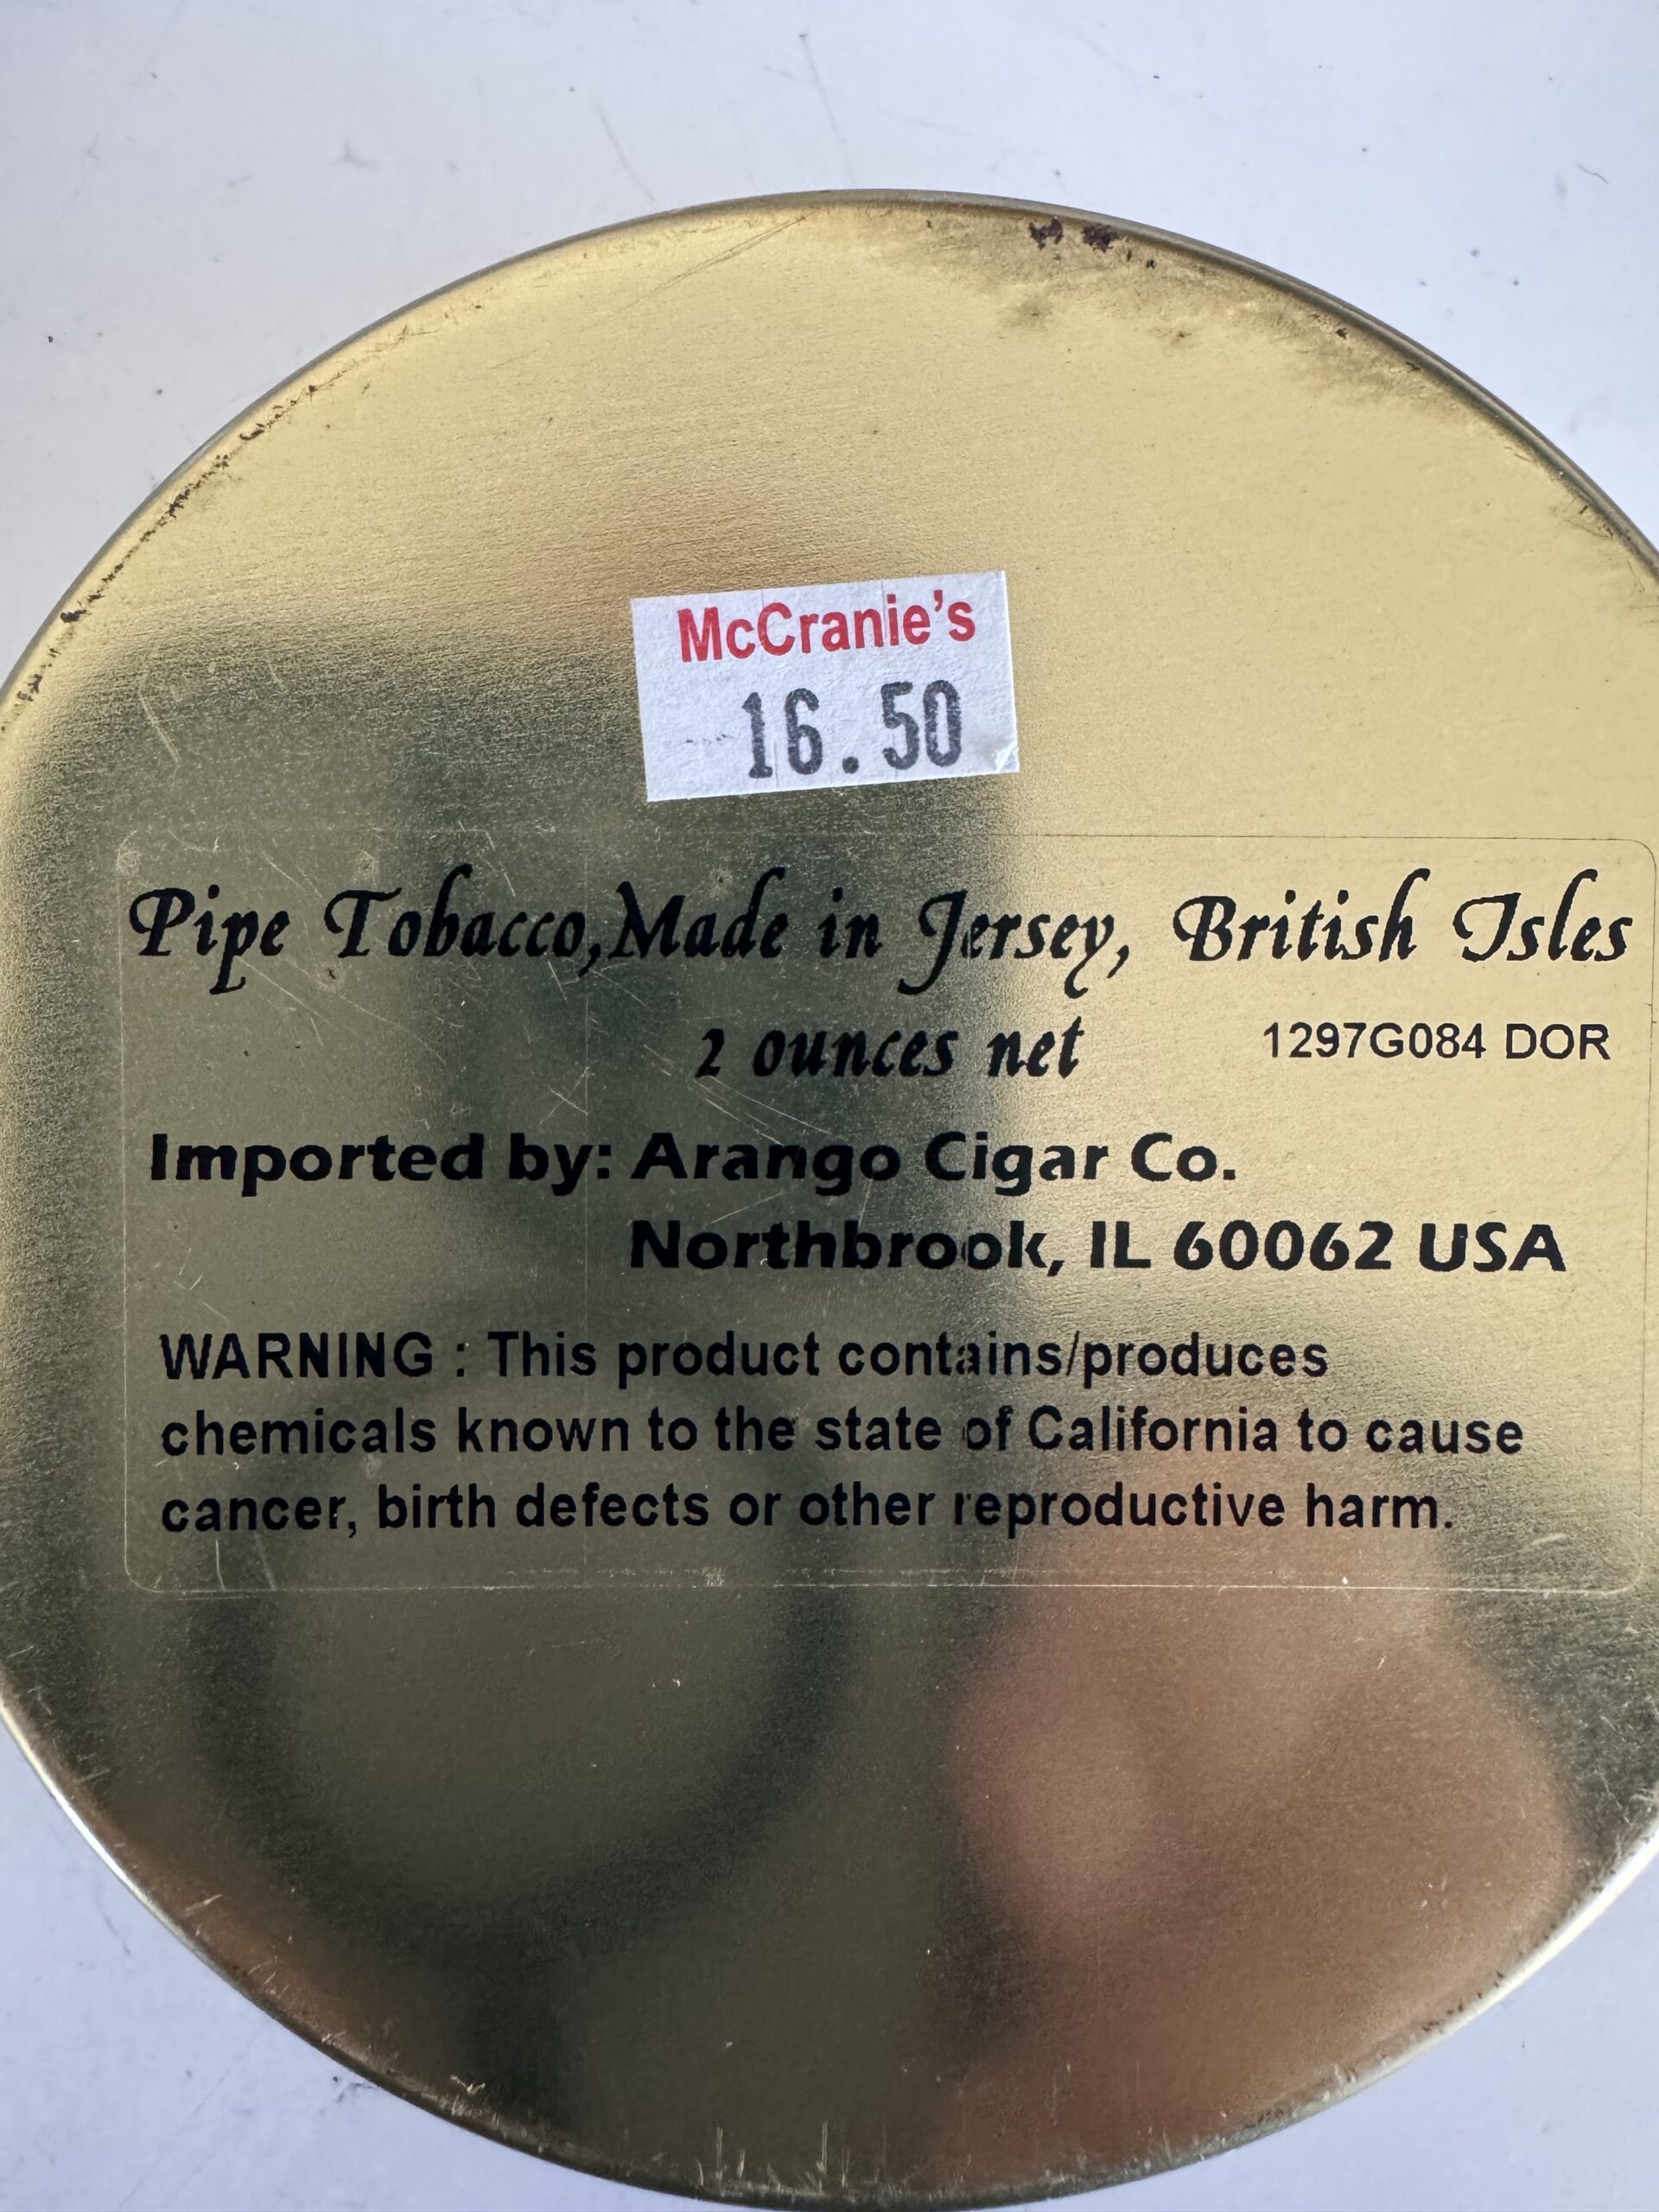 McCranie's
16.50
Pipe Tobacco,Made in Jersey, British Isles
2 ounces net 1297G084 DOR
Imported by: Arango Cigar Co.
Northbrook, IL 60062 USA
WARNING : This product contains/produces
chemicals known to the state of California to cause
cancer, birth defects or other reproductive harm.